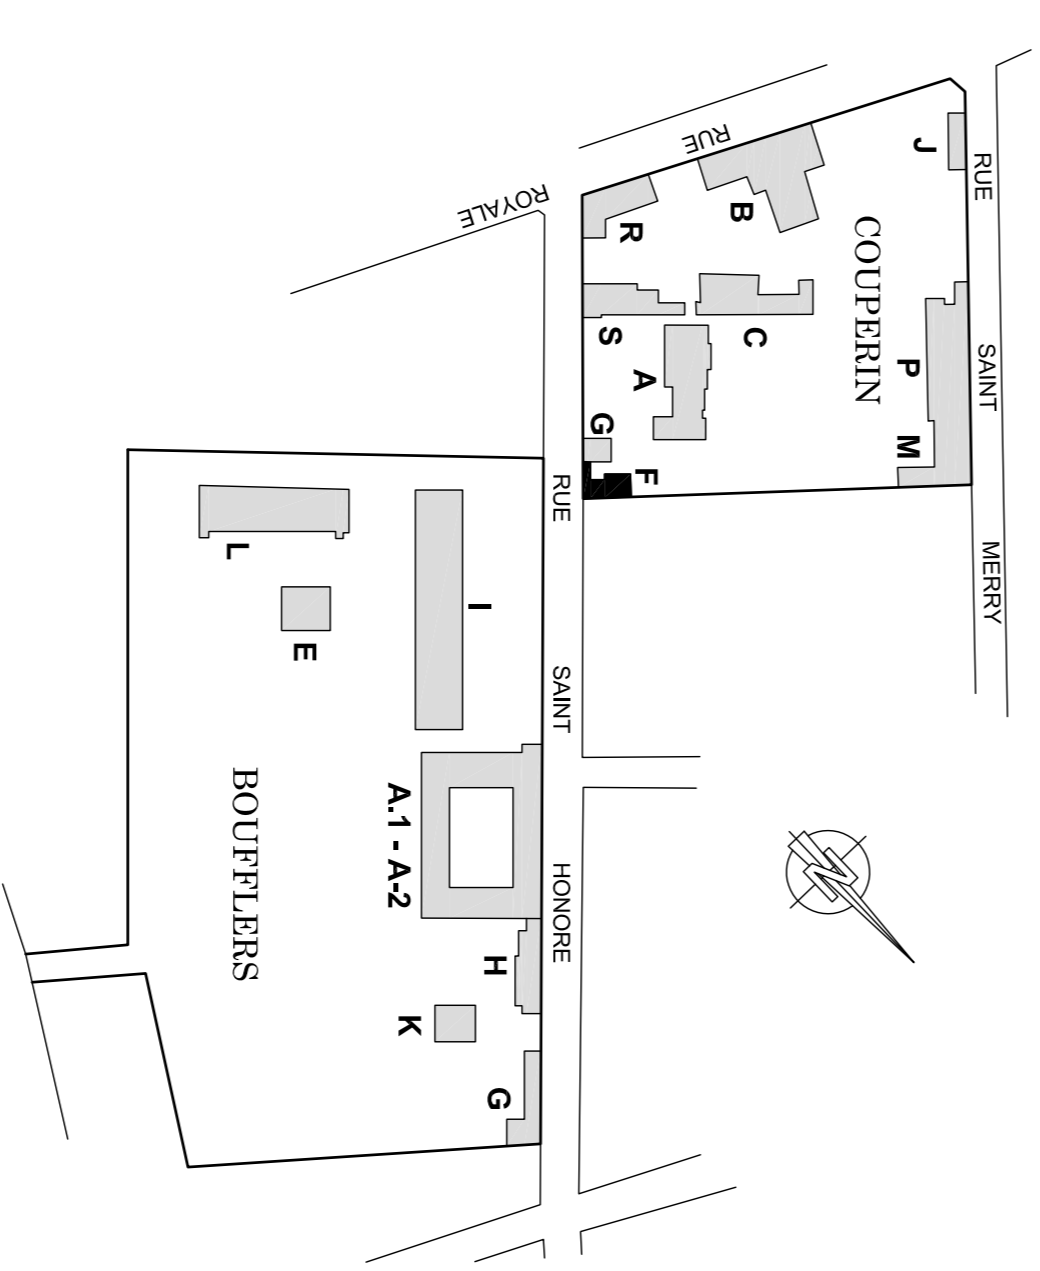 RUE ROYALE
RUE SAINT MERRY
RUE SAINT HONORE
COUPERIN
J
B
R
S
C
A
P
M
G
F
BOUFFLERS
L
E
I
A.1 - A-2
H
K
G
N